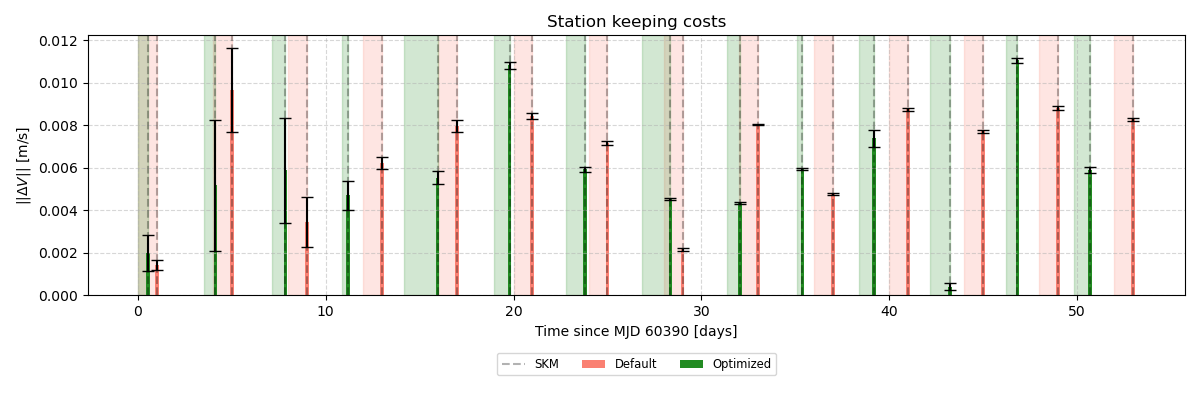 Station keeping costs
||ΔV|| [m/s]
0.012
0.010
0.008
0.006
0.004
0.002
0.000
0 10 20 30 40 50
Time since MJD 60390 [days]
SKM Default Optimized